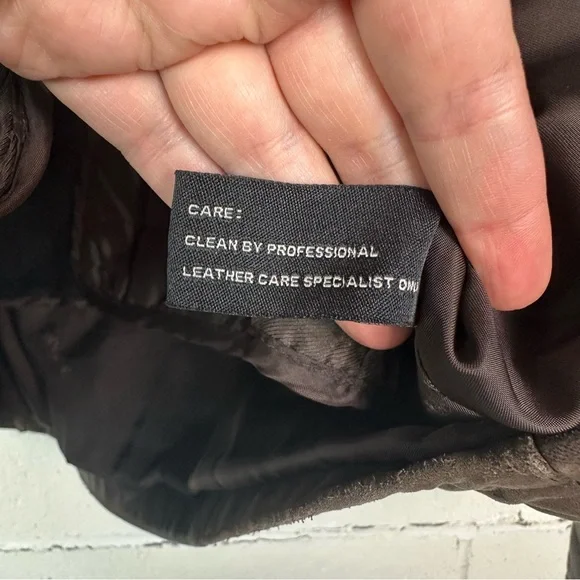 CARE:
CLEAN BY PROFESSIONAL
LEATHER CARE SPECIALIST